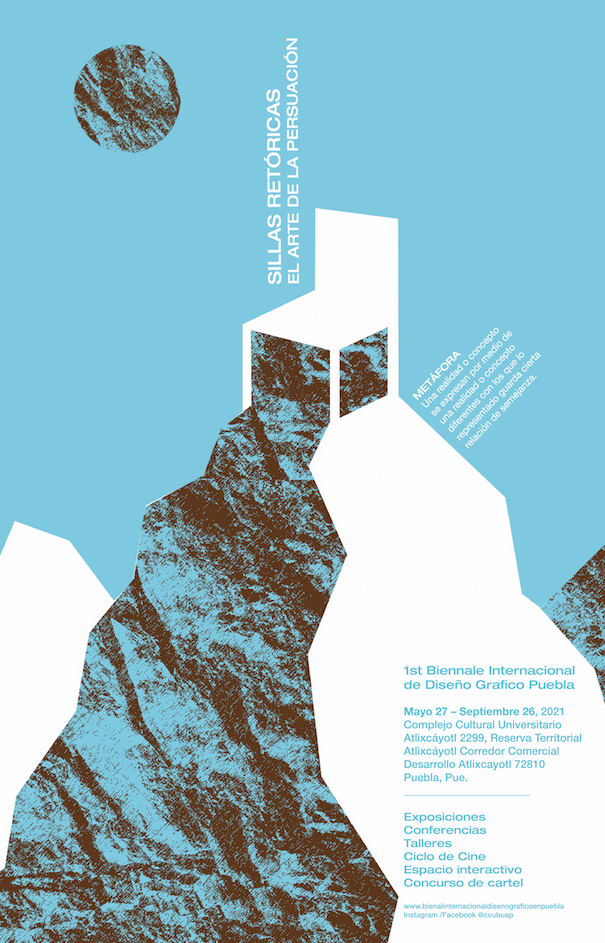 SILLAS RETÓRICAS
EL ARTE DE LA PERSUACIÓN
METÁFORA
Una realidad o concepto
se expresan por medio de
una realidad o concepto
diferentes con los que lo
representado guarda cierta
relación de semejanza.
1st Biennale Internacional
de Diseño Grafico Puebla
Mayo 27 – Septiembre 26, 2021
Complejo Cultural Universitario
Atlixcáyotl 2299, Reserva Territorial
Atlixcáyotl Corredor Comercial
Desarrollo Atlixcayotl 72810
Puebla, Pue.
Exposiciones
Conferencias
Talleres
Ciclo de Cine
Espacio interactivo
Concurso de cartel
www.bienalinternacionaldisenograficoenpuebla
Instagram /Facebook @ccubuap